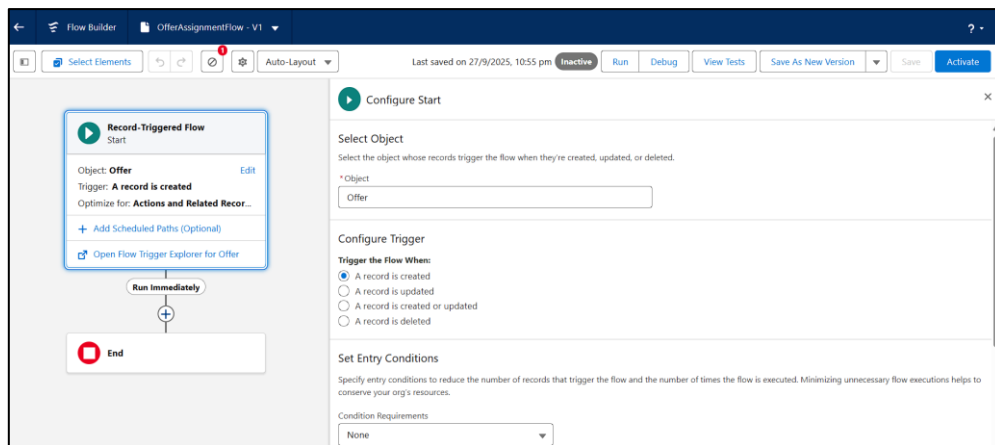 Flow Builder
OfferAssignmentFlow - V1
?
1
Select Elements
Auto-Layout
Last saved on 27/9/2025, 10:55 pm
Inactive
Run
Debug
View Tests
Save As New Version
Save
Activate
Record-Triggered Flow
Start
Object: Offer
Edit
Trigger: A record is created
Optimize for: Actions and Related Recor...
+ Add Scheduled Paths (Optional)
Open Flow Trigger Explorer for Offer
Run Immediately
End
Configure Start
Select Object
Select the object whose records trigger the flow when they're created, updated, or deleted.
*Object
Offer
Configure Trigger
Trigger the Flow When:
A record is created
A record is updated
A record is created or updated
A record is deleted
Set Entry Conditions
Specify entry conditions to reduce the number of records that trigger the flow and the number of times the flow is executed. Minimizing unnecessary flow executions helps to
conserve your org's resources.
Condition Requirements
None